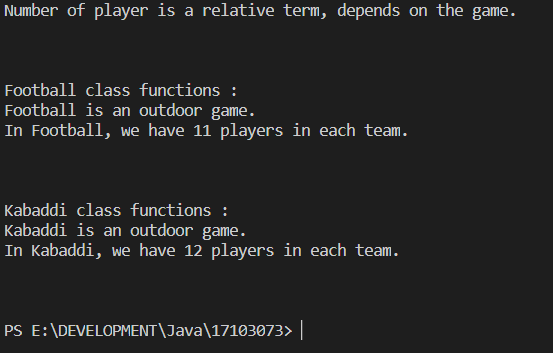 Number of player is a relative term, depends on the game.
Football class functions :
Football is an outdoor game.
In Football, we have 11 players in each team.
Kabaddi class functions :
Kabaddi is an outdoor game.
In Kabaddi, we have 12 players in each team.
PS E:\DEVELOPMENT\Java\17103073>